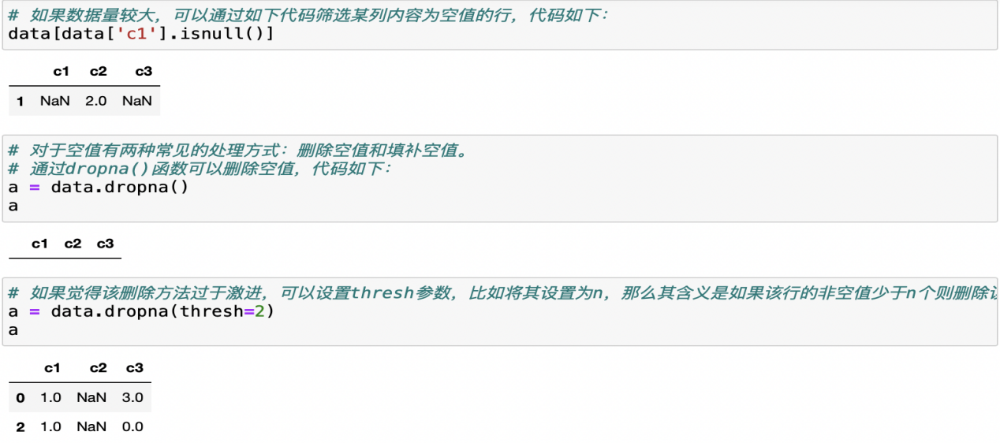 # 如果数据量较大，可以通过如下代码筛选某列内容为空值的行，代码如下：
data[data['c1'].isnull()]
c1 c2 c3
1 NaN 2.0 NaN
# 对于空值有两种常见的处理方式：删除空值和填补空值。
# 通过dropna()函数可以删除空值，代码如下：
a = data.dropna()
a
c1 c2 c3
# 如果觉得该删除方法过于激进，可以设置thresh参数，比如将其设置为n，那么其含义是如果该行的非空值少于n个则删除
a = data.dropna(thresh=2)
a
c1 c2 c3
0 1.0 NaN 3.0
2 1.0 NaN 0.0